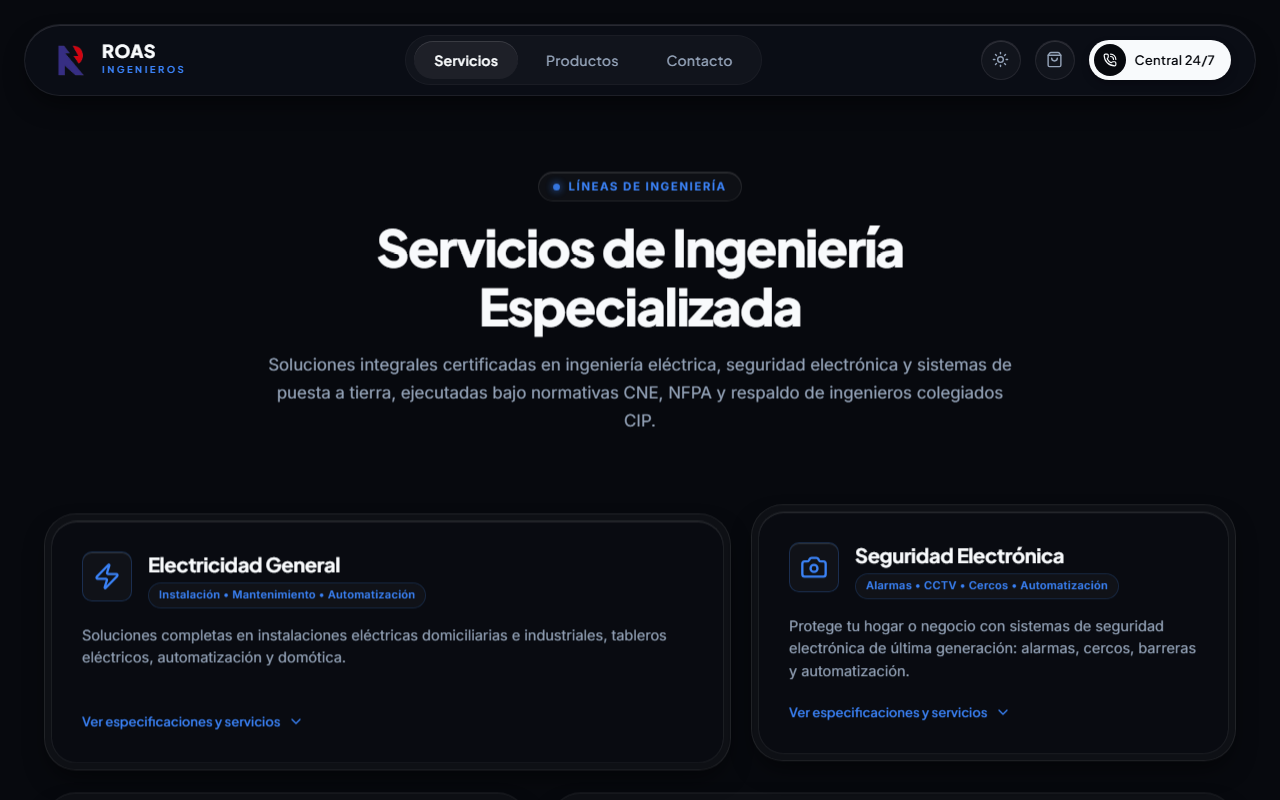 ROAS
INGENIEROS
Servicios
Productos
Contacto
Central 24/7
LÍNEAS DE INGENIERÍA
Servicios de Ingeniería
Especializada
Soluciones integrales certificadas en ingeniería eléctrica, seguridad electrónica y sistemas de
puesta a tierra, ejecutadas bajo normativas CNE, NFPA y respaldo de ingenieros colegiados
CIP.
Electricidad General
Instalación • Mantenimiento • Automatización
Soluciones completas en instalaciones eléctricas domiciliarias e industriales, tableros
eléctricos, automatización y domótica.
Ver especificaciones y servicios
Seguridad Electrónica
Alarmas • CCTV • Cercos • Automatización
Protege tu hogar o negocio con sistemas de seguridad
electrónica de última generación: alarmas, cercos, barreras
y automatización.
Ver especificaciones y servicios